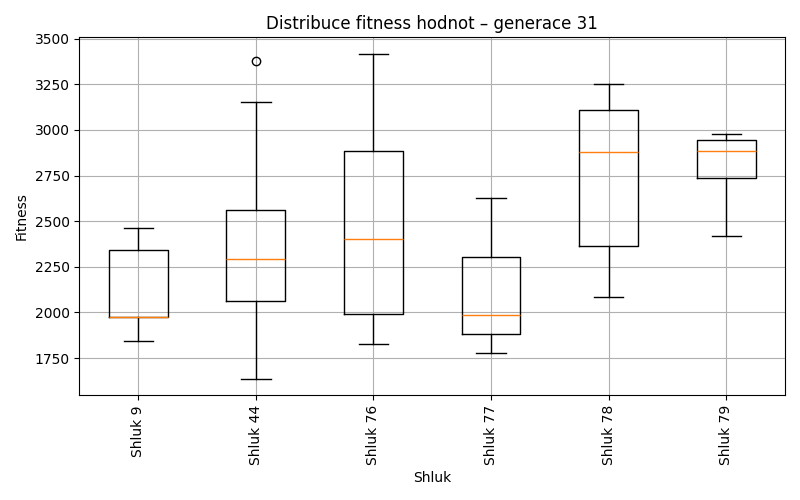 Distribuce fitness hodnot – generace 31
Fitness
3500
3250
3000
2750
2500
2250
2000
1750
Shluk 9
Shluk 44
Shluk 76
Shluk 77
Shluk 78
Shluk 79
Shluk